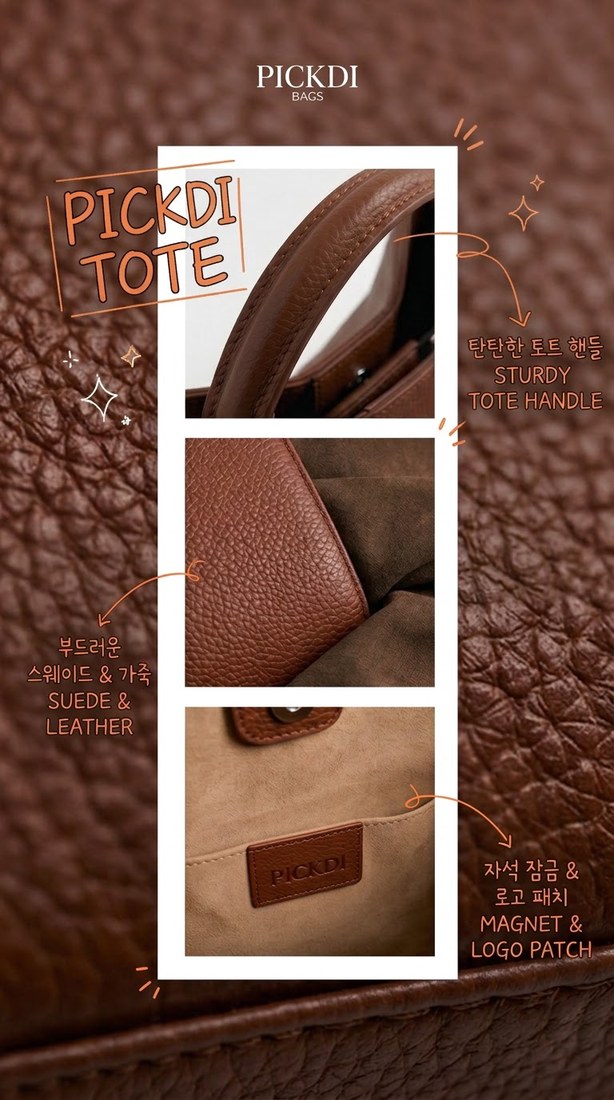 PICKDI
BAGS
PICKDI
TOTE
탄탄한 토트 핸들
STURDY
TOTE HANDLE
부드러운
스웨이드 & 가죽
SUEDE &
LEATHER
PICKDI
자석 잠금 &
로고 패치
MAGNET &
LOGO PATCH